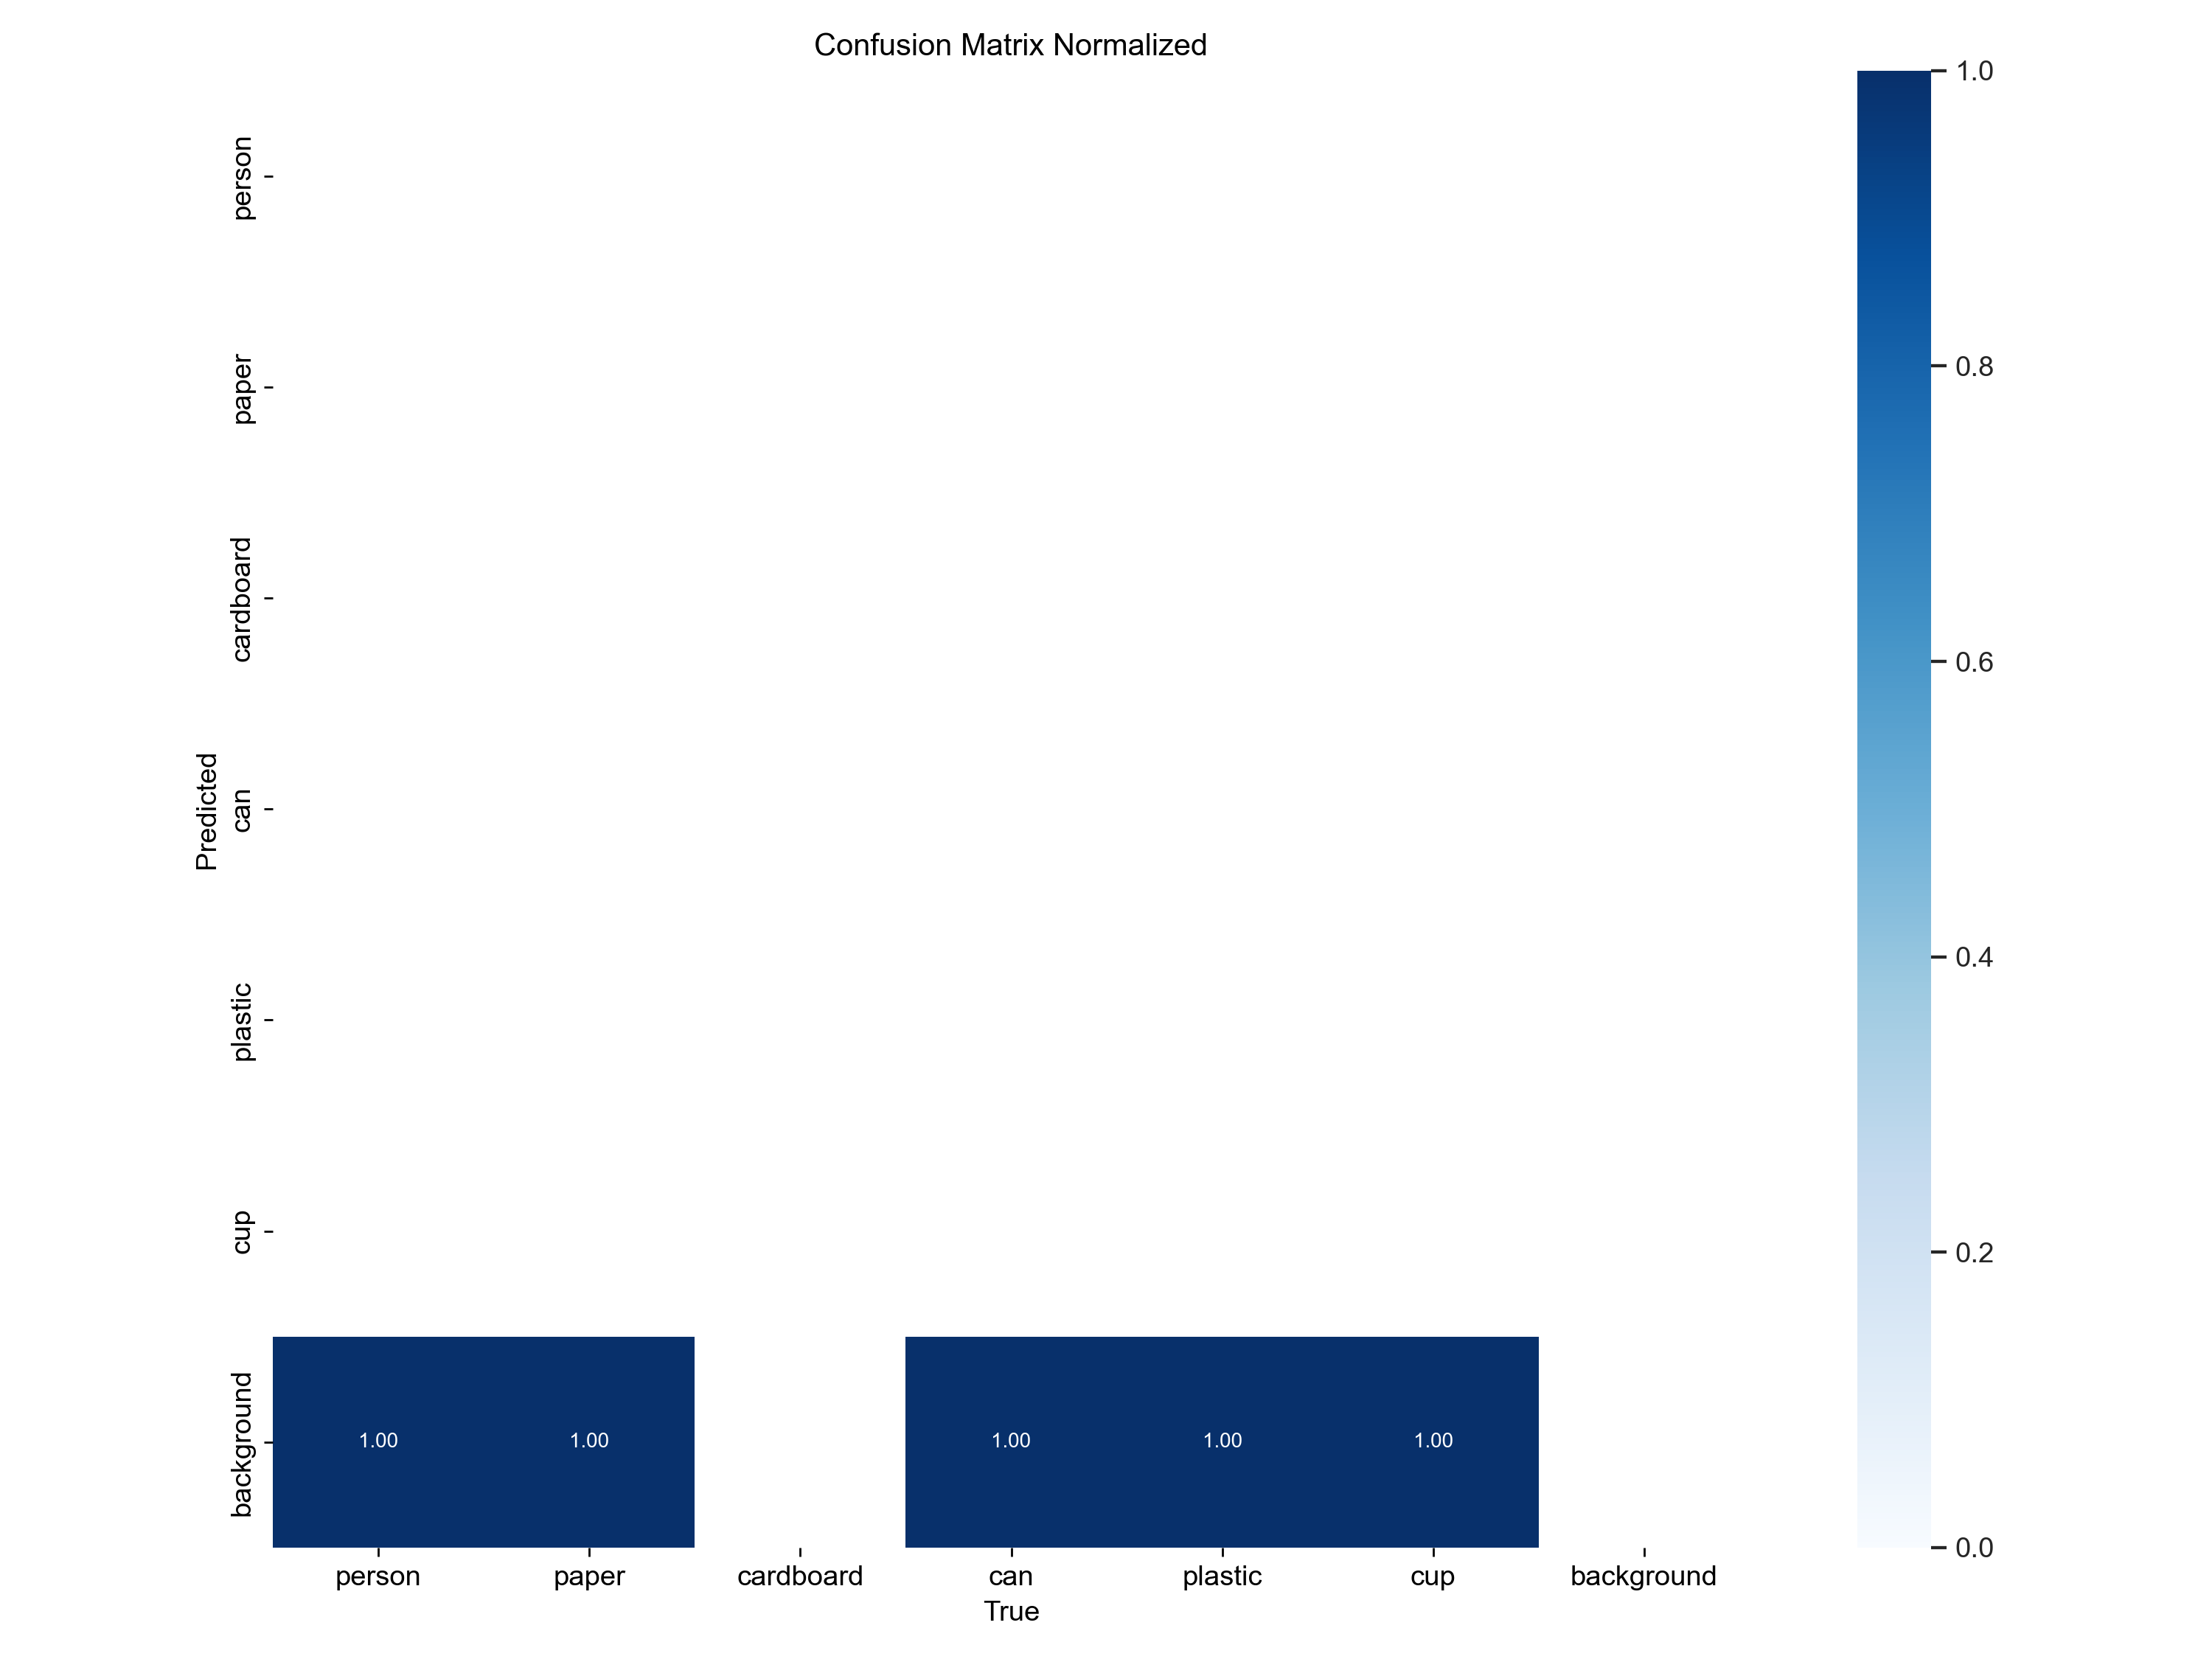 Confusion Matrix Normalized
Predicted
person
paper
cardboard
can
plastic
cup
background
1.00 1.00 1.00 1.00 1.00
person paper cardboard can plastic cup background
True
1.0
0.8
0.6
0.4
0.2
0.0